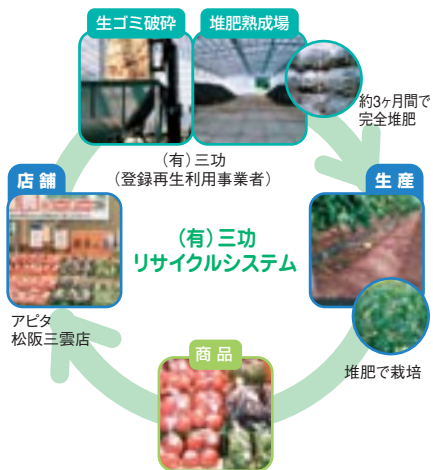 生ゴミ破砕
堆肥熟成場
約3ヶ月間で
完全堆肥
(有)三功
(登録再生利用事業者)
店舗
生産
(有)三功
リサイクルシステム
アピタ
松阪三雲店
商品
堆肥で栽培